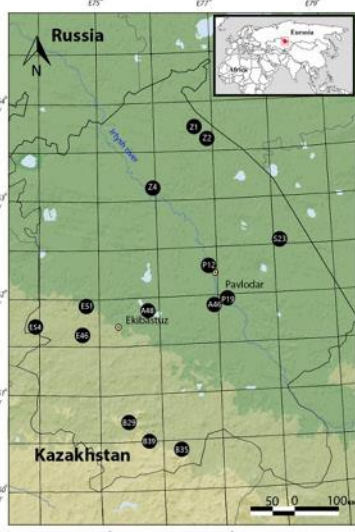 E75° E77° E79°
Russia
Eurasia
Africa
N
Irtysh river
Z1
Z2
Z4
S23
P12
Pavlodar
P19
A46
E51
A48
Ekibastuz
E54
E46
B29
B39
B35
Kazakhstan
50 0 100